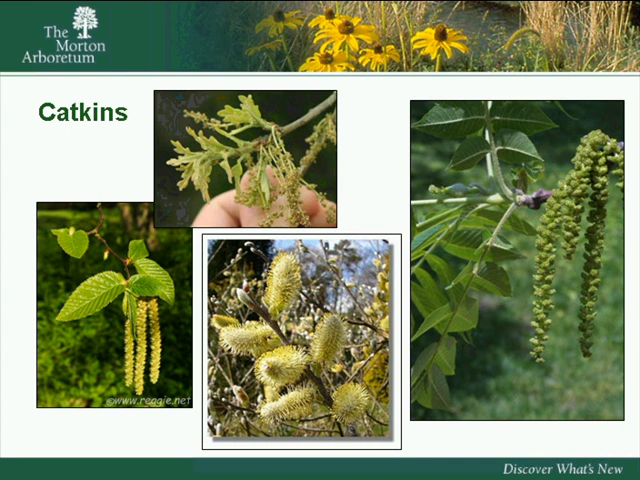 The
Morton
Arboretum
Catkins
©www.reggie.net
Discover What's New